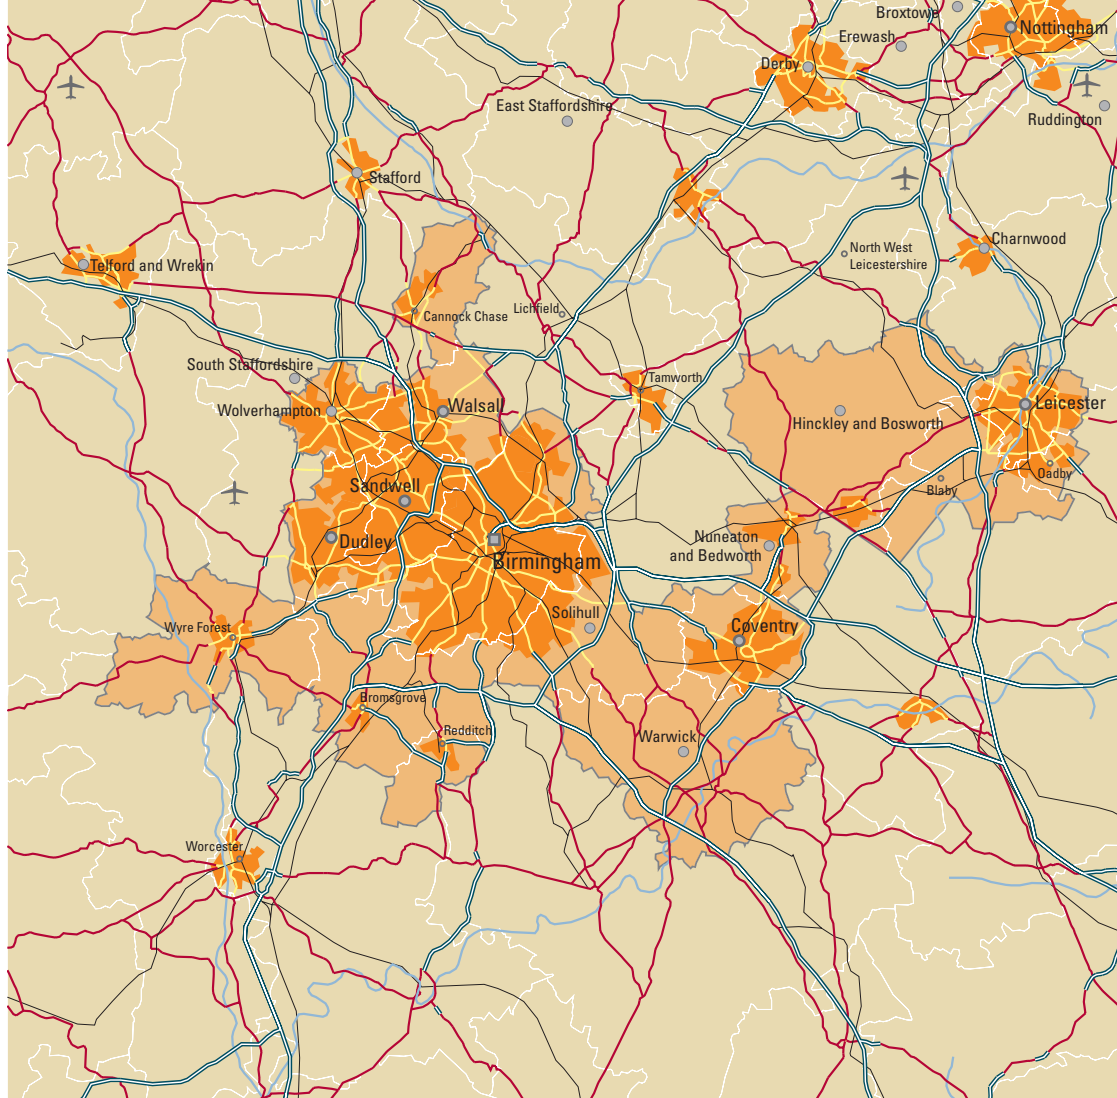 Broxtowe
Nottingham
Erewash
Derby
East Staffordshire
Ruddington
Stafford
Charnwood
North West
Leicestershire
Telford and Wrekin
Cannock Chase
Lichfield
South Staffordshire
Tamworth
Wolverhampton
Walsall
Leicester
Hinckley and Bosworth
Oadby
Sandwell
Blaby
Dudley
Nuneaton
and Bedworth
Birmingham
Solihull
Wyre Forest
Coventry
Bromsgrove
Redditch
Warwick
Worcester